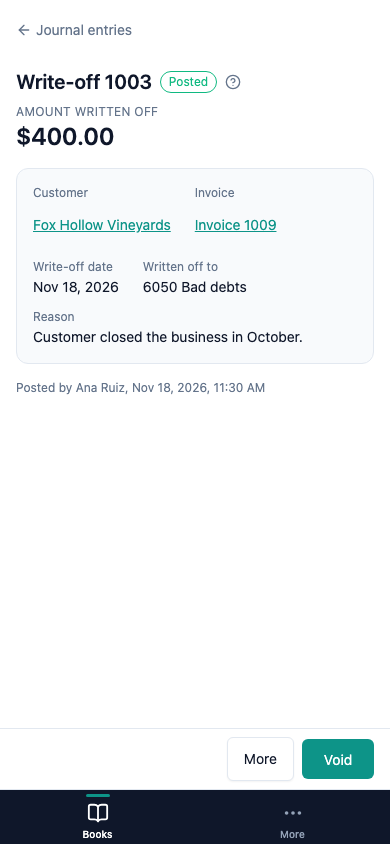 Journal entries
Write-off 1003 Posted
AMOUNT WRITTEN OFF
$400.00
Customer Invoice
Fox Hollow Vineyards Invoice 1009
Write-off date Written off to
Nov 18, 2026 6050 Bad debts
Reason
Customer closed the business in October.
Posted by Ana Ruiz, Nov 18, 2026, 11:30 AM
More Void
Books More